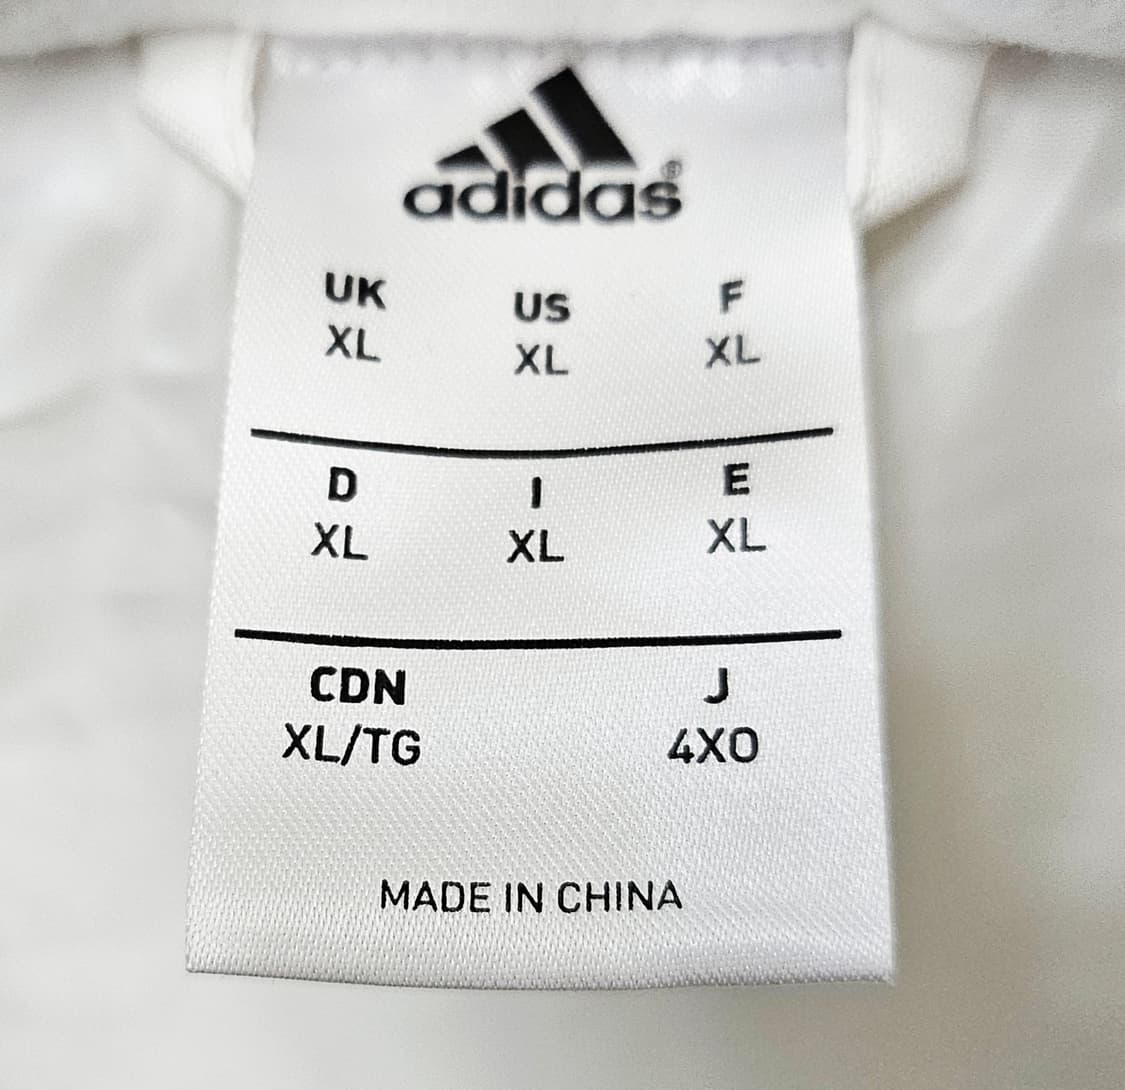 adidas®
UK US F
XL XL XL
D I E
XL XL XL
CDN J
XL/TG 4XO
MADE IN CHINA